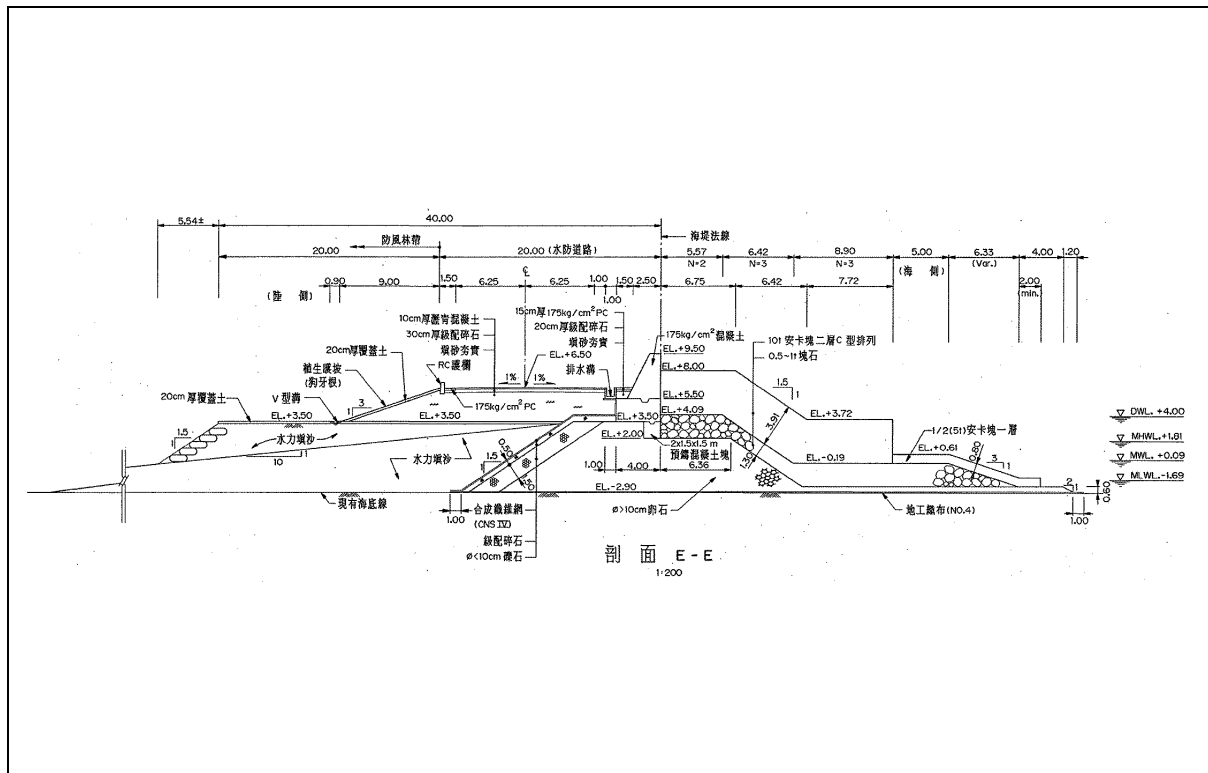 5.54±
40.00
海堤法線
防風林帶
20.00
20.00 (水防道路)
5.57
6.42
8.90
5.00
6.33
4.00
1.20
N=2
N=3
N=3
(海 側)
(Var.)
(陸 側)
0.90
9.00
1.50
6.25
6.25
1.00
1.50
2.50
6.75
6.42
7.72
2.00
1.00
(min.)
15cm厚175kg/cm² PC
10cm厚瀝青混凝土
20cm厚級配碎石
30cm厚級配碎石
填砂夯實
175kg/cm² 混凝土
10t 安卡塊二層C 型排列
填砂夯實
EL.+9.50
0.5~1t塊石
20cm厚覆蓋土
EL.+6.50
RC護欄
排水溝
EL.+8.00
植生護坡
(狗牙根)
1%
1%
1.5
1
V 型溝
EL.+5.50
20cm厚覆蓋土
3
1
175kg/cm² PC
EL.+3.72
DWL. +4.00
EL.+3.50
EL.+3.50
EL.+3.50
EL.+4.09
3.91
1/2(5t)安卡塊一層
1.5
1
水力填沙
EL.+2.00
2x1.5x1.5 m
預鑄混凝土塊
MHWL.+1.81
EL.+0.61
3
1
水力填沙
10
1
1.5
1
0.50
1.00
4.00
6.36
1.30
EL.-0.19
0.80
MWL. +0.09
MLWL.-1.69
EL.-2.90
2
1
0.60
現有海底線
1.00
合成纖維網
(CNS IV)
Ø>10cm 卵石
地工織布(NO.4)
1.00
級配碎石
Ø<10cm 礫石
剖 面 E-E
1:200